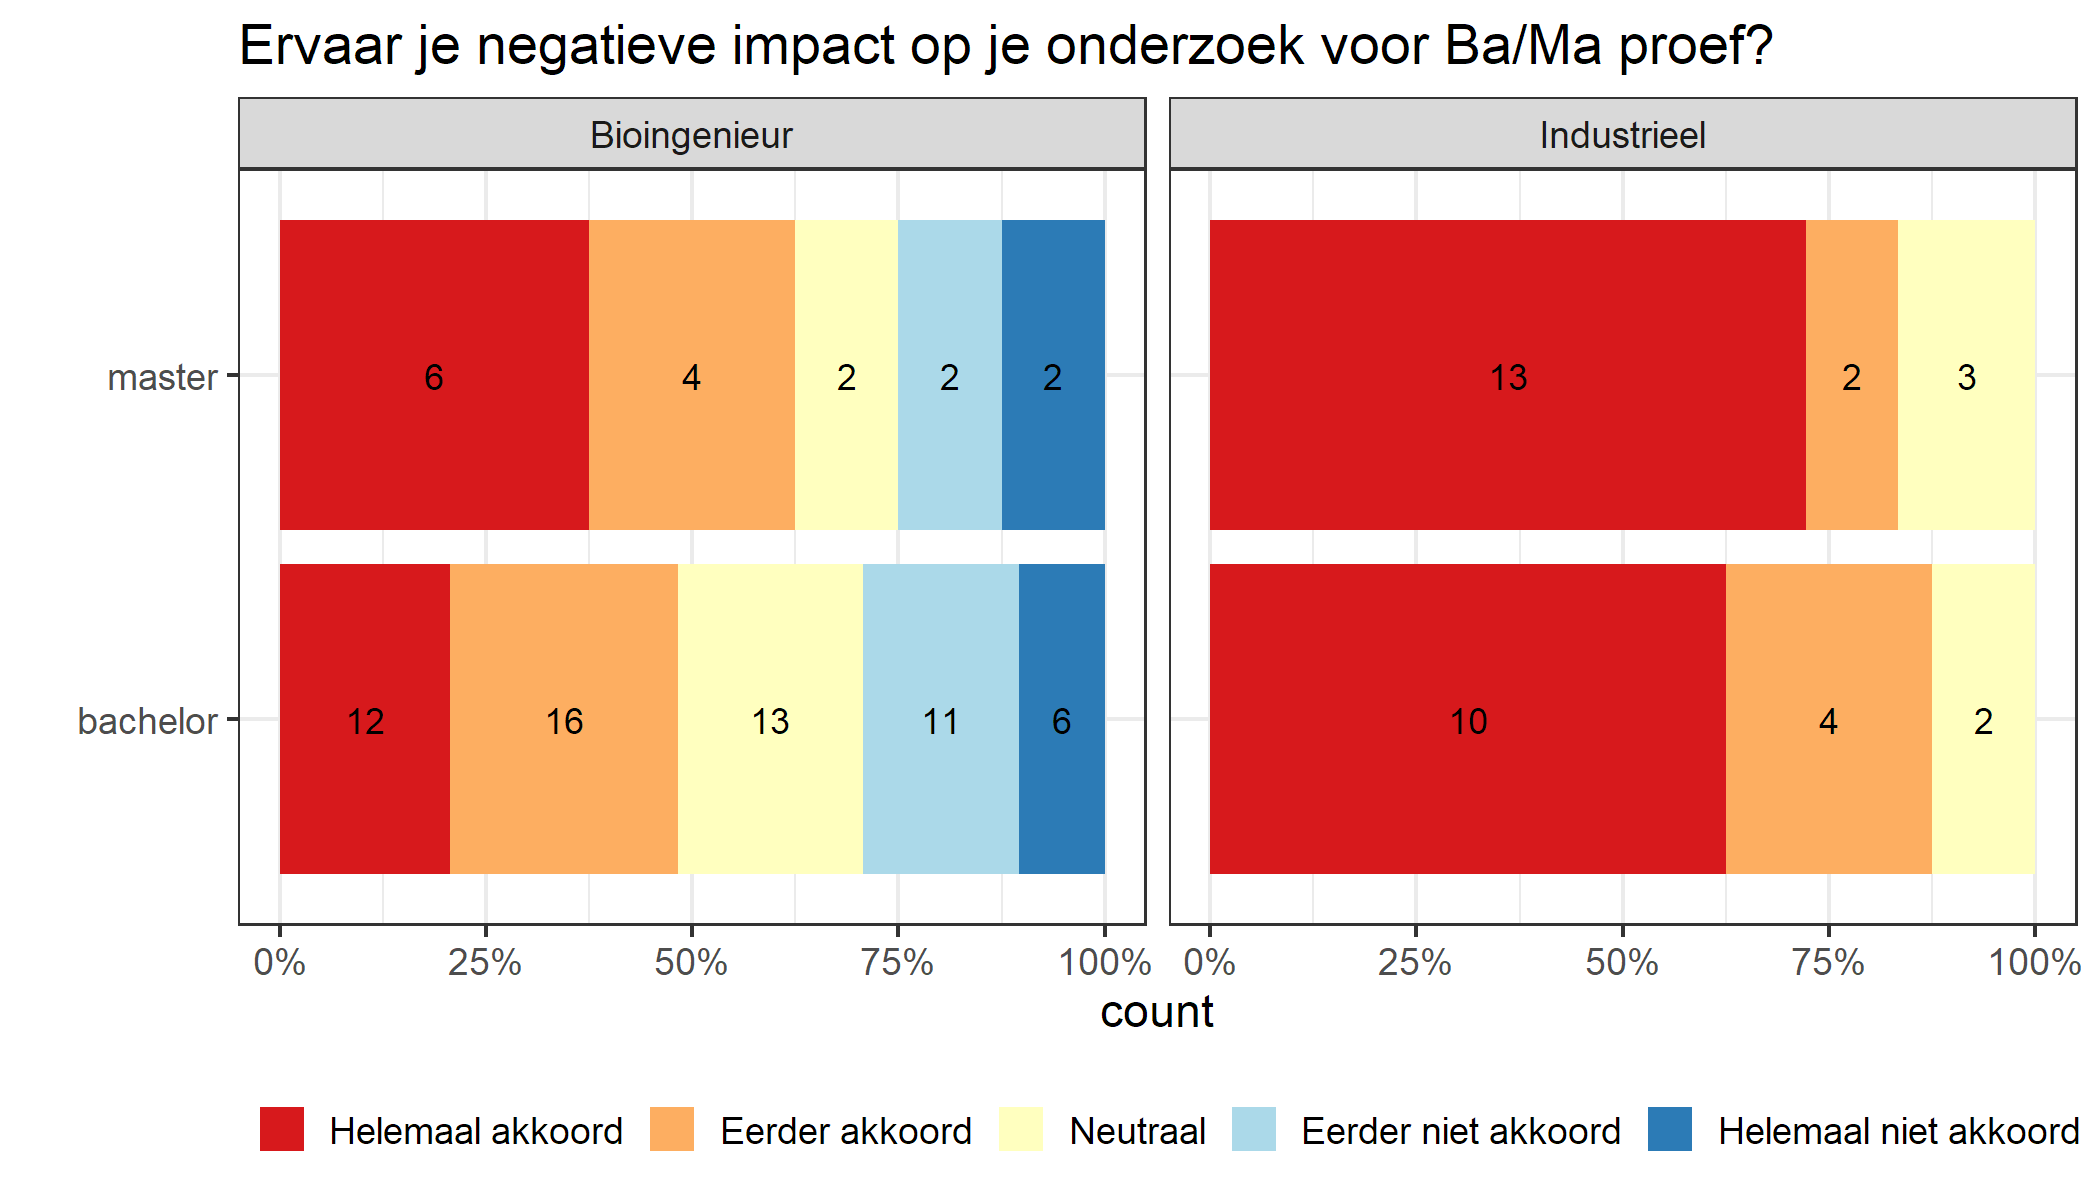 Ervaar je negatieve impact op je onderzoek voor Ba/Ma proef?
Bioingenieur Industrieel
master 6 4 2 2 2 13 2 3
bachelor 12 16 13 11 6 10 4 2
0% 25% 50% 75% 100% 0% 25% 50% 75% 100%
count
Helemaal akkoord Eerder akkoord Neutraal Eerder niet akkoord Helemaal niet akkoord